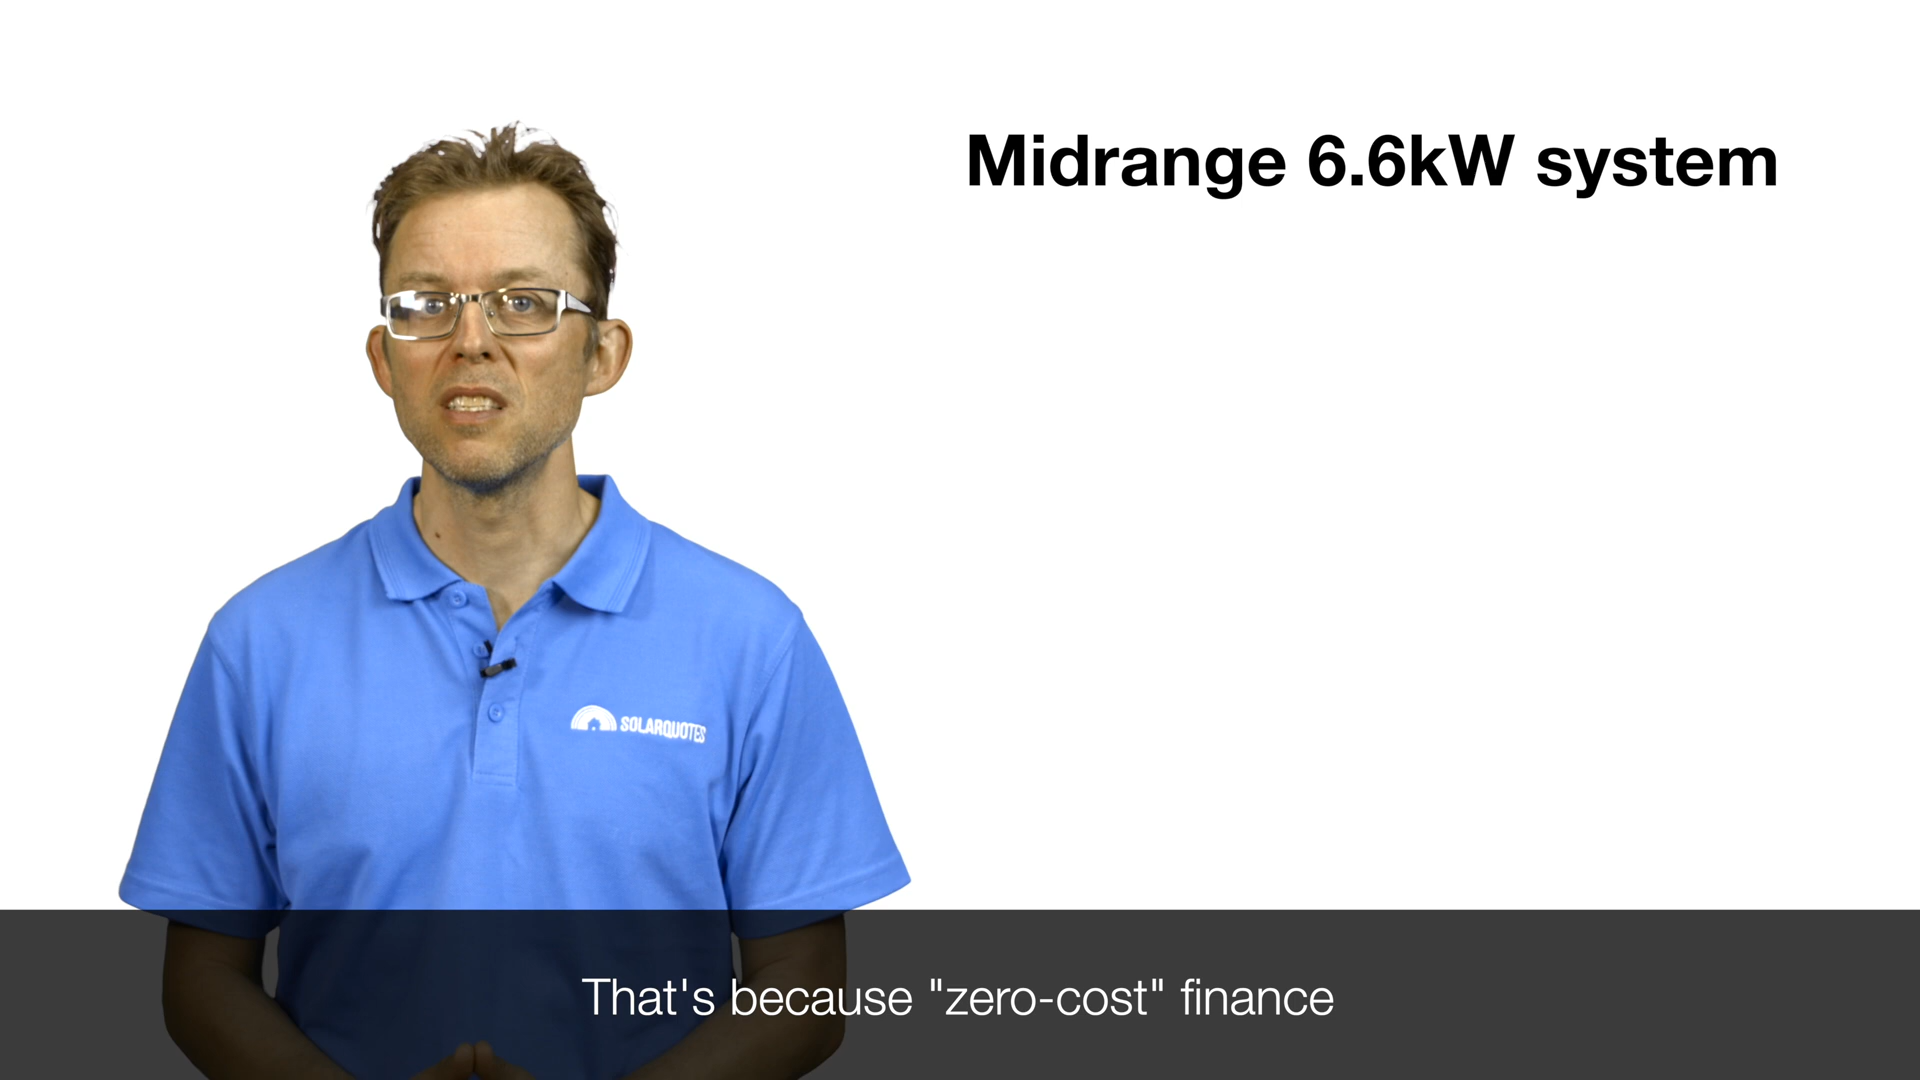 Midrange 6.6kW system
SOLARQUOTES
That's because "zero-cost" finance